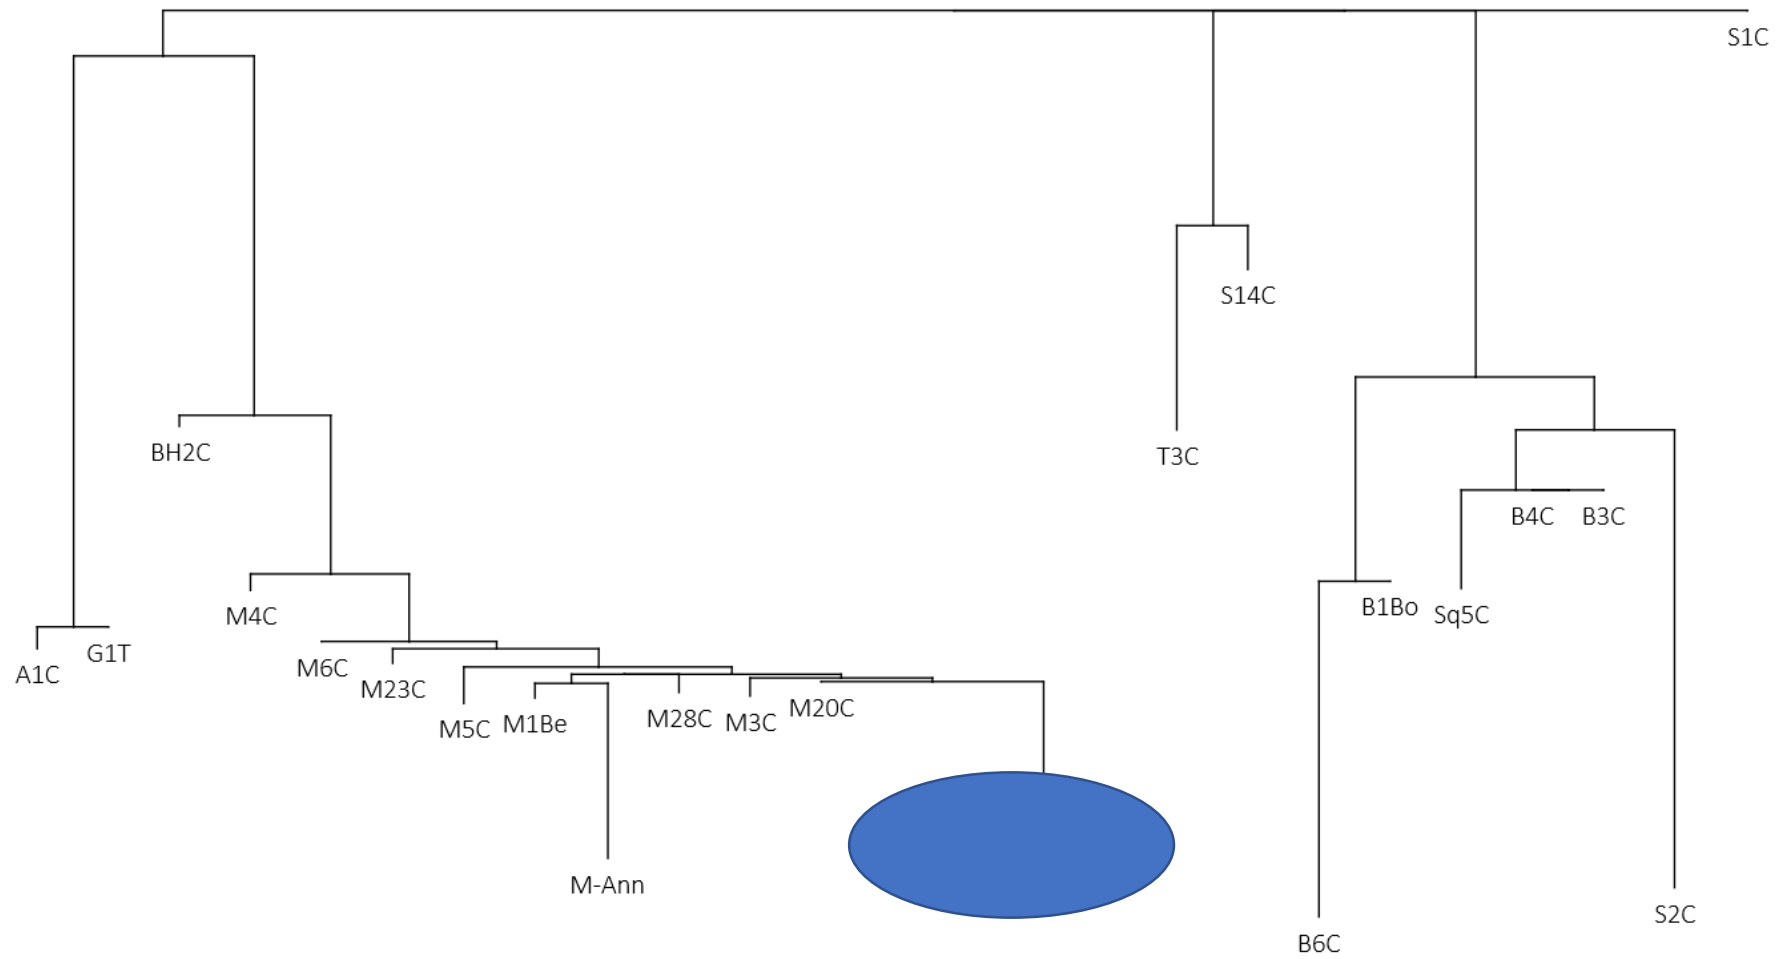 S1C
S14C
BH2C
T3C
B4C
B3C
M4C
B1Bo
Sq5C
G1T
A1C
M6C
M23C
M5C
M1Be
M28C
M3C
M20C
M-Ann
S2C
B6C